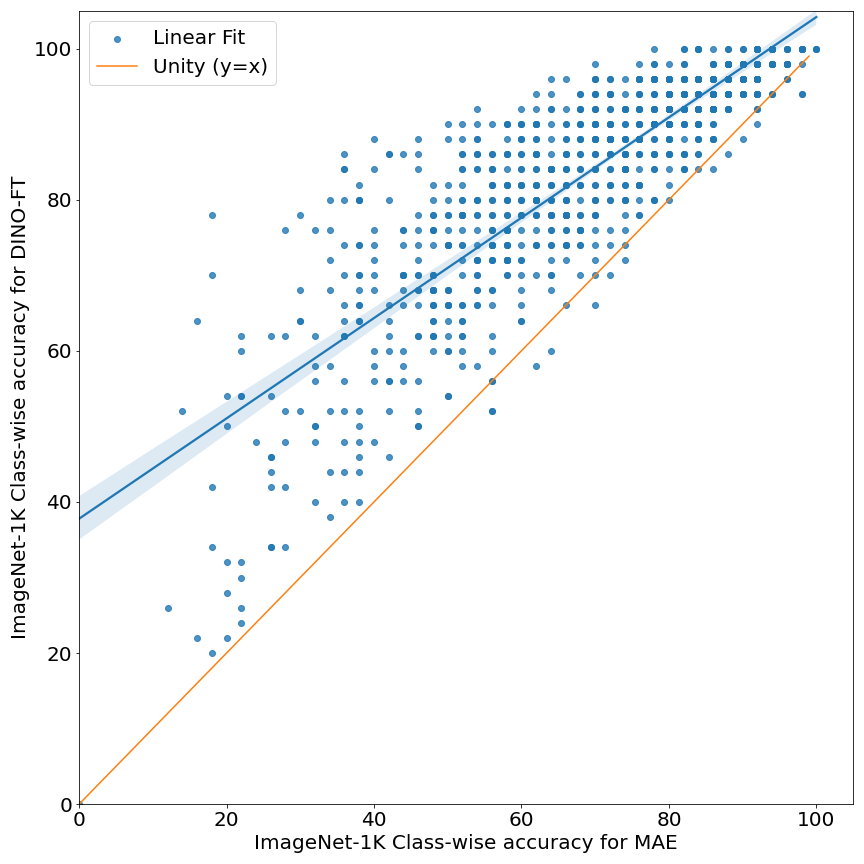 Linear Fit
Unity (y=x)
100
80
60
40
20
0
ImageNet-1K Class-wise accuracy for DINO-FT
0 20 40 60 80 100
ImageNet-1K Class-wise accuracy for MAE